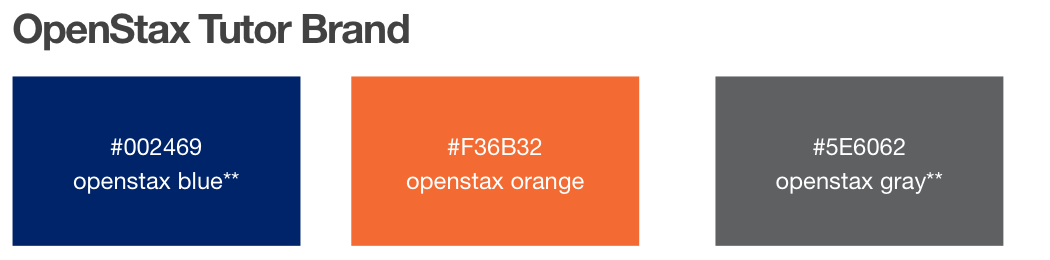 OpenStax Tutor Brand
#002469
openstax blue**
#F36B32
openstax orange
#5E6062
openstax gray**